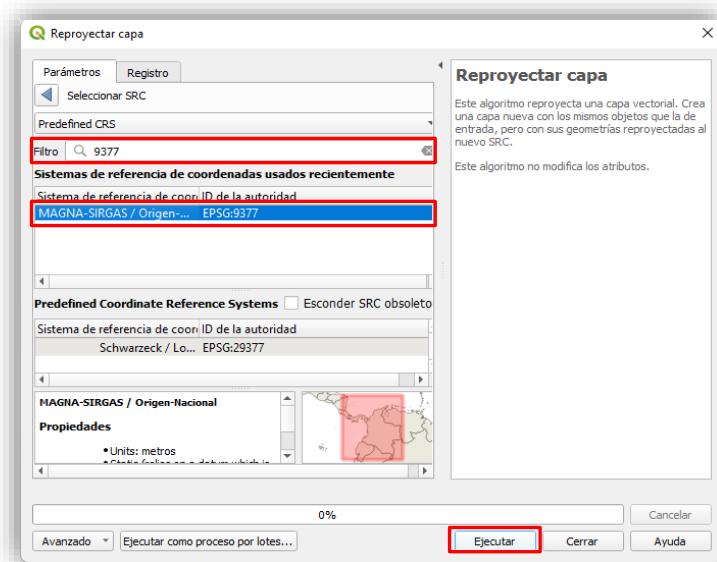 Reproyectar capa
Parámetros Registro
Seleccionar SRC
Predefined CRS
Filtro 9377
Sistemas de referencia de coordenadas usados recientemente
Sistema de referencia de coor ID de la autoridad
MAGNA-SIRGAS / Origen-... EPSG:9377
Predefined Coordinate Reference Systems Esconder SRC obsoleto
Sistema de referencia de coor ID de la autoridad
Schwarzeck / Lo... EPSG:29377
MAGNA-SIRGAS / Origen-Nacional
Propiedades
•Units: metros
Reproyectar capa
Este algoritmo reproyecta una capa vectorial. Crea
una capa nueva con los mismos objetos que la de
entrada, pero con sus geometrías reproyectadas al
nuevo SRC.
Este algoritmo no modifica los atributos.
0%
Cancelar
Avanzado Ejecutar como proceso por lotes... Ejecutar Cerrar Ayuda